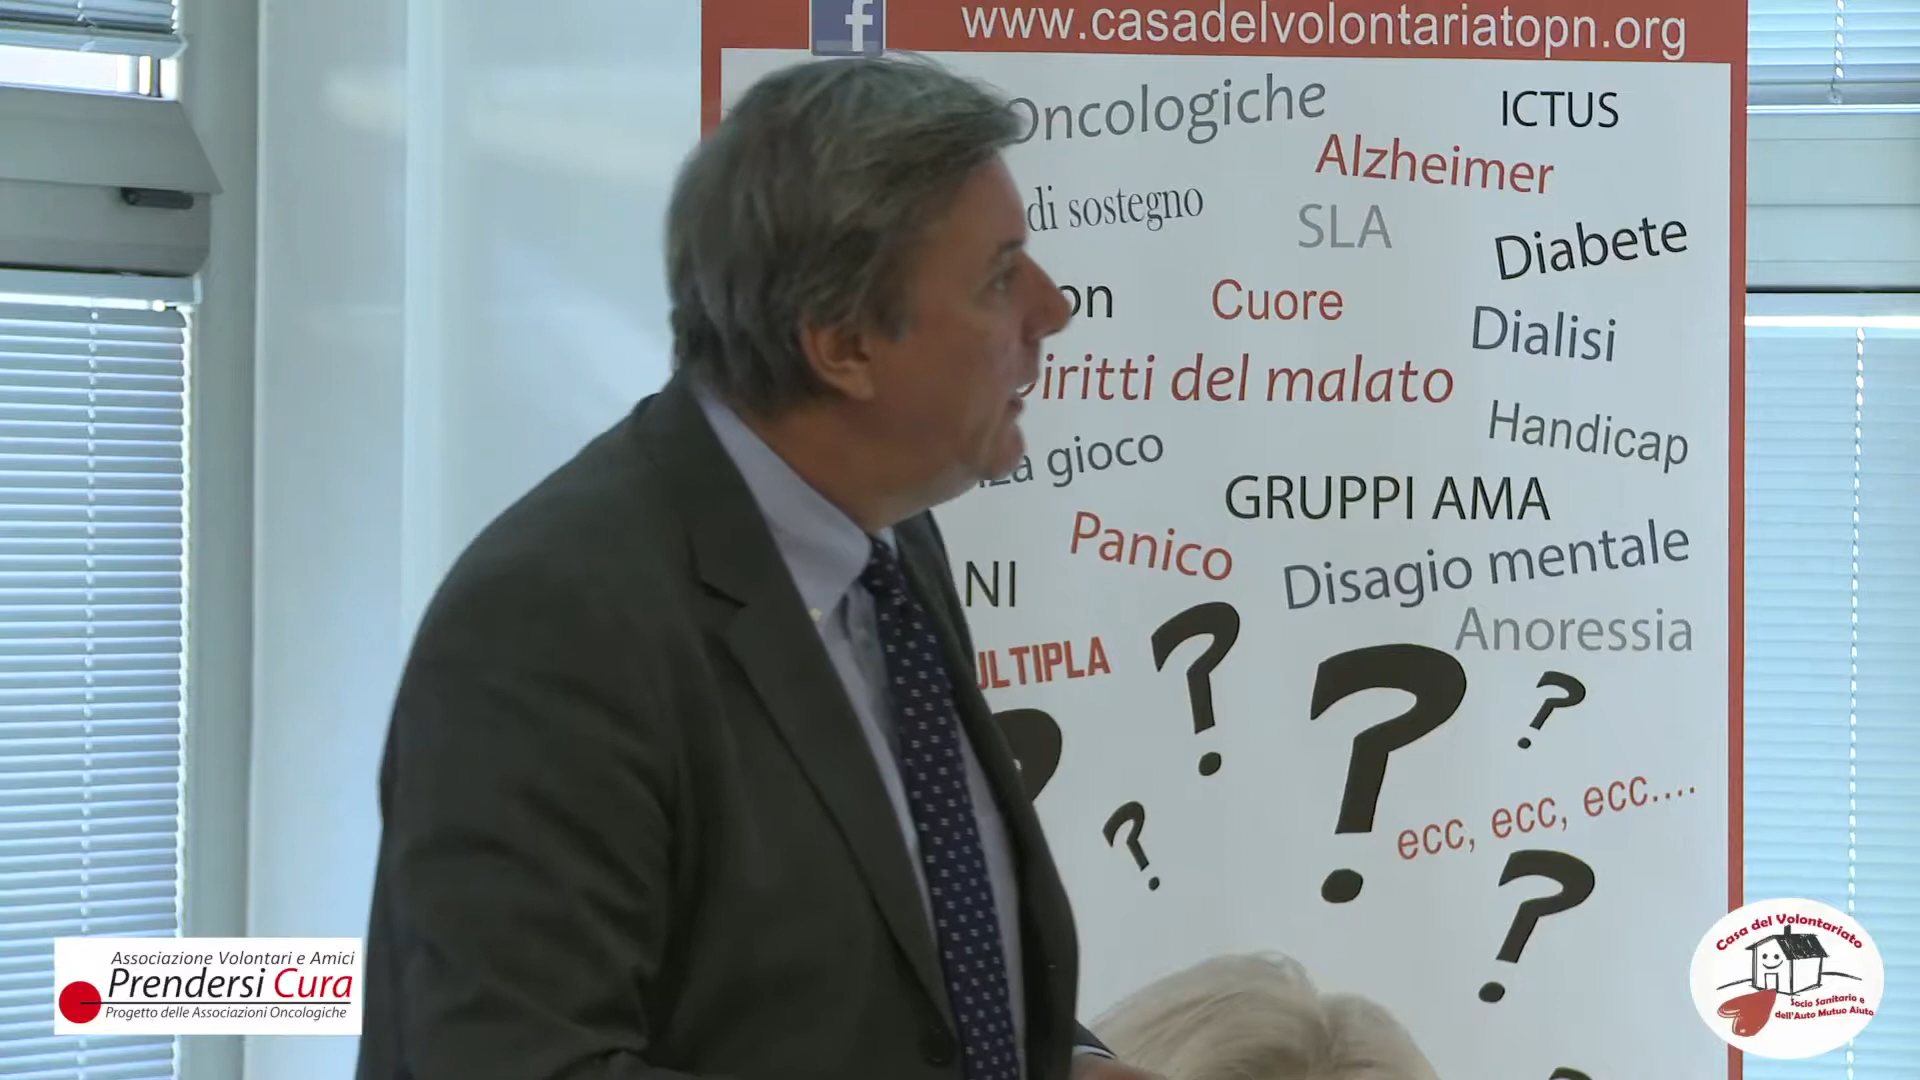 f www.casadelvolontariatopn.org
Oncologiche
ICTUS
Alzheimer
di sostegno
SLA
Diabete
Cuore
Dialisi
Diritti del malato
Handicap
gioco
GRUPPI AMA
Panico
Disagio mentale
NI
Anoressia
ULTIPLA
? ? ?
?
ecc, ecc, ecc....
? ?
Associazione Volontari e Amici
Prendersi Cura
Progetto delle Associazioni Oncologiche
Casa del Volontariato
Socio Sanitario e
dell'Auto Mutuo Aiuto